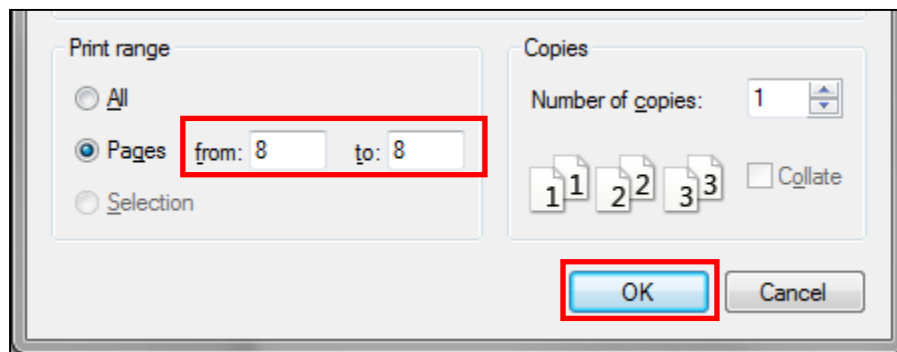 Print range
All
Pages from: 8 to: 8
Selection
Copies
Number of copies: 1
1 1 2 2 3 3 Collate
OK Cancel